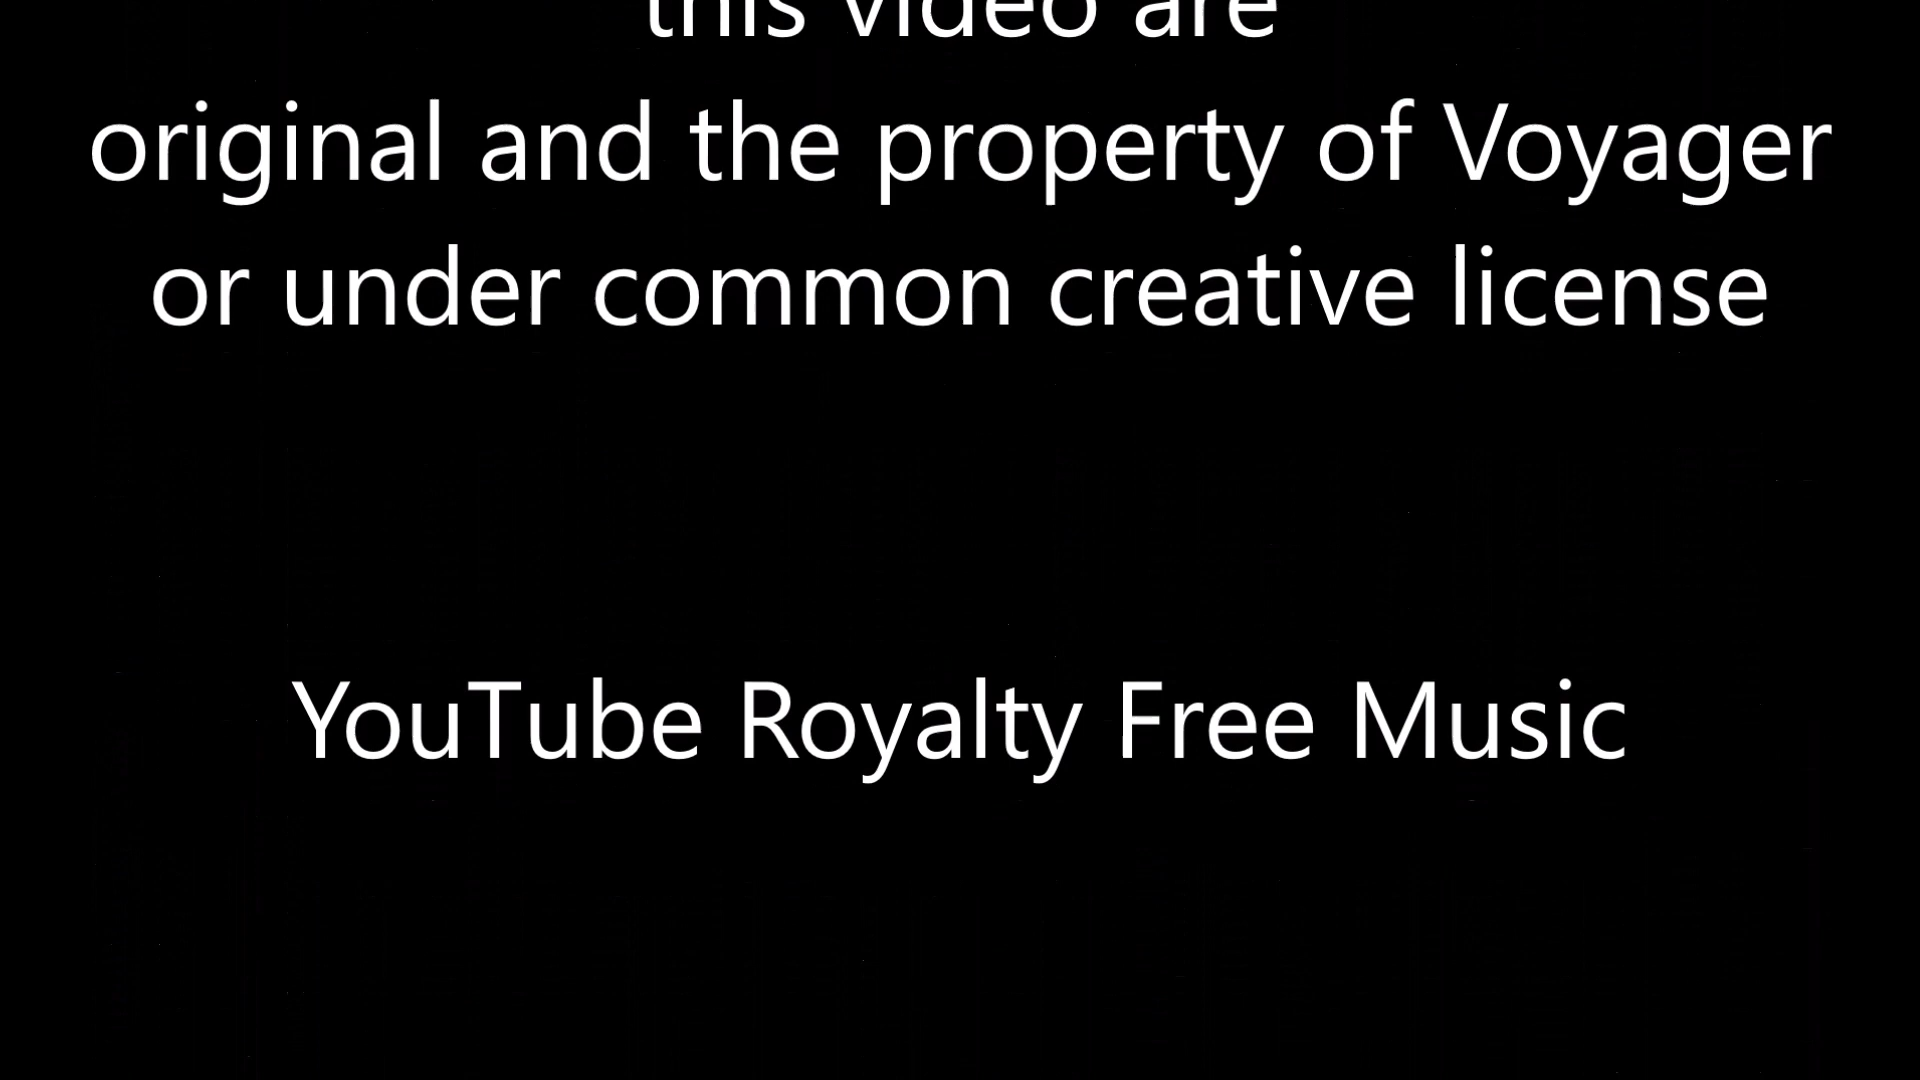 this video are
original and the property of Voyager
or under common creative license
YouTube Royalty Free Music